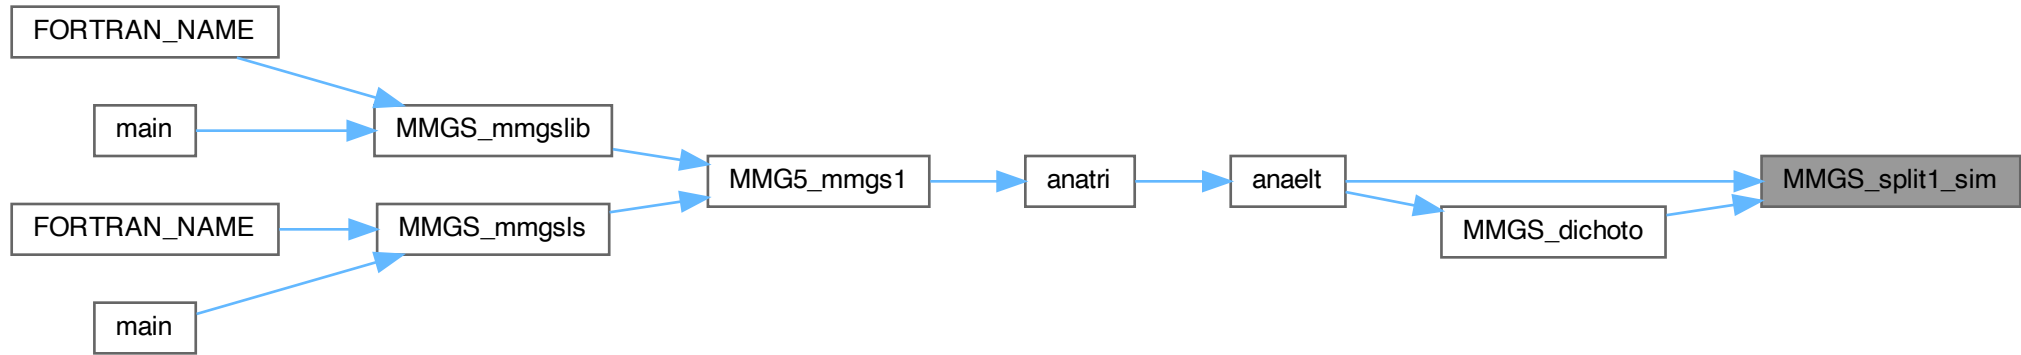 FORTRAN_NAME
main
MMGS_mmgslib
FORTRAN_NAME
MMGS_mmgsls
main
MMG5_mmgs1
anatri
anaelt
MMGS_dichoto
MMGS_split1_sim